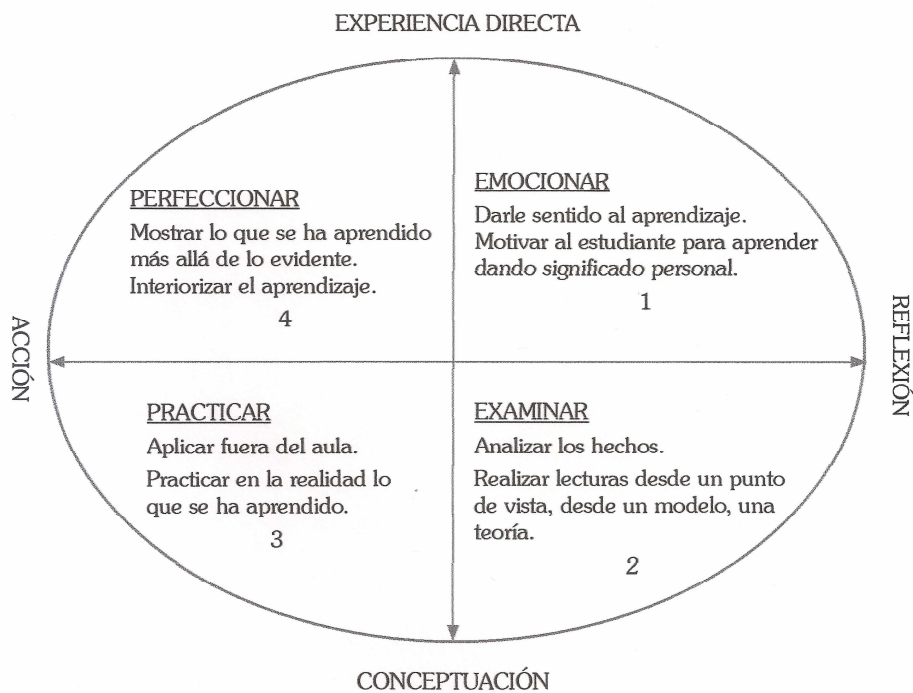 EXPERIENCIA DIRECTA
PERFECCIONAR
Mostrar lo que se ha aprendido
más allá de lo evidente.
Interiorizar el aprendizaje.
4
EMOCIONAR
Darle sentido al aprendizaje.
Motivar al estudiante para aprender
dando significado personal.
1
ACCIÓN
REFLEXIÓN
PRACTICAR
Aplicar fuera del aula.
Practicar en la realidad lo
que se ha aprendido.
3
EXAMINAR
Analizar los hechos.
Realizar lecturas desde un punto
de vista, desde un modelo, una
teoría.
2
CONCEPTUACIÓN